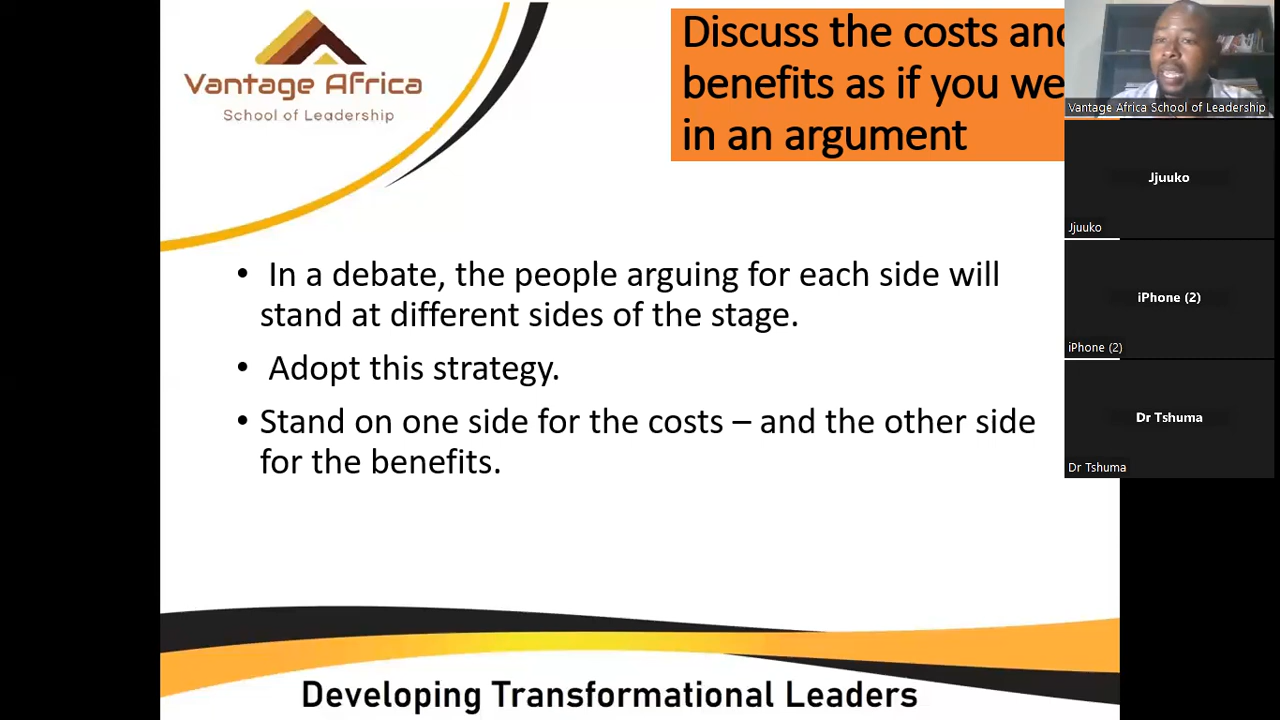 Vantage Africa
School of Leadership
Discuss the costs and
benefits as if you we
in an argument
• In a debate, the people arguing for each side will
stand at different sides of the stage.
• Adopt this strategy.
• Stand on one side for the costs – and the other side
for the benefits.
Developing Transformational Leaders
Vantage Africa School of Leadership
Jjuuko
Jjuuko
iPhone (2)
iPhone (2)
Dr Tshuma
Dr Tshuma